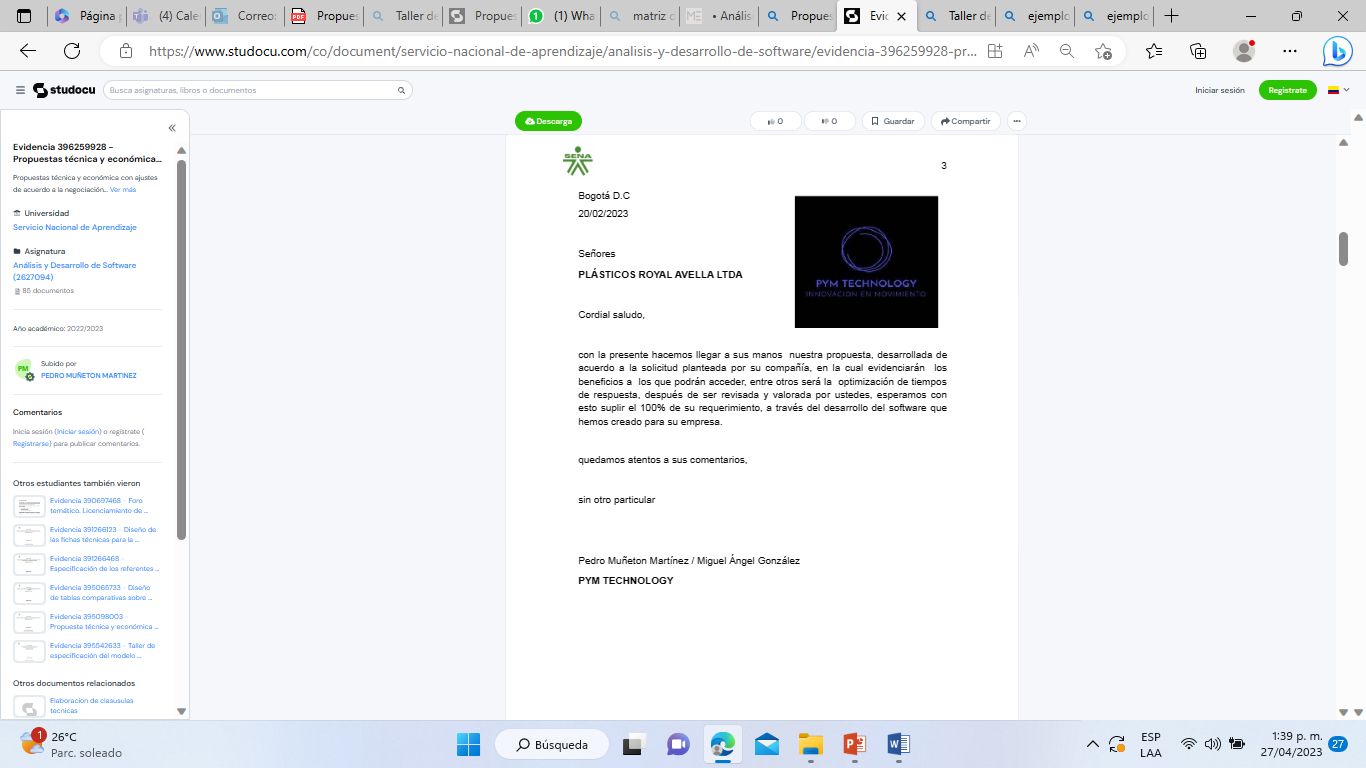 Página p
(4) Cale
Correo:
Propues
Taller de
Propues
(1) Wha
matriz d
• Anális
Propues
Evic
Taller de
ejemplo
ejemplo
https://www.studocu.com/co/document/servicio-nacional-de-aprendizaje/analisis-y-desarrollo-de-software/evidencia-396259928-pr...
studocu
Busca asignaturas, libros o documentos
Iniciar sesión
Regístrate
Descarga
0
0
Guardar
Compartir
Evidencia 396259928 -
Propuestas técnica y económica...
Propuestas técnica y económica con ajustes
de acuerdo a la negociación... Ver más
Universidad
Servicio Nacional de Aprendizaje
Asignatura
Análisis y Desarrollo de Software
(2627094)
85 documentos
Año académico: 2022/2023
PM
Subido por
PEDRO MUÑETON MARTINEZ
Comentarios
Inicia sesión (Iniciar sesión) o regístrate (
Registrarse) para publicar comentarios.
Otros estudiantes también vieron
Evidencia 390697468 - Foro
temático. Licenciamiento de ...
Evidencia 391266123 - Diseño de
las fichas técnicas para la ...
Evidencia 391266468 -
Especificación de los referentes ...
Evidencia 395065733 - Diseño
de tablas comparativas sobre ...
Evidencia 395098003 -
Propuesta técnica y económica ...
Evidencia 395542633 - Taller de
especificación del modelo ...
Otros documentos relacionados
Elaboracion de clasusulas
tecnicas
SENA
3
Bogotá D.C
20/02/2023
Señores
PLÁSTICOS ROYAL AVELLA LTDA
PYM TECHNOLOGY
INNOVACION EN MOVIMIENTO
Cordial saludo,
con la presente hacemos llegar a sus manos nuestra propuesta, desarrollada de
acuerdo a la solicitud planteada por su compañía, en la cual evidenciarán los
beneficios a los que podrán acceder, entre otros será la optimización de tiempos
de respuesta, después de ser revisada y valorada por ustedes, esperamos con
esto suplir el 100% de su requerimiento, a través del desarrollo del software que
hemos creado para su empresa.
quedamos atentos a sus comentarios,
sin otro particular
Pedro Muñeton Martínez / Miguel Ángel González
PYM TECHNOLOGY
1
26°C
Parc. soleado
Búsqueda
ESP
LAA
1:39 p. m.
27/04/2023
27